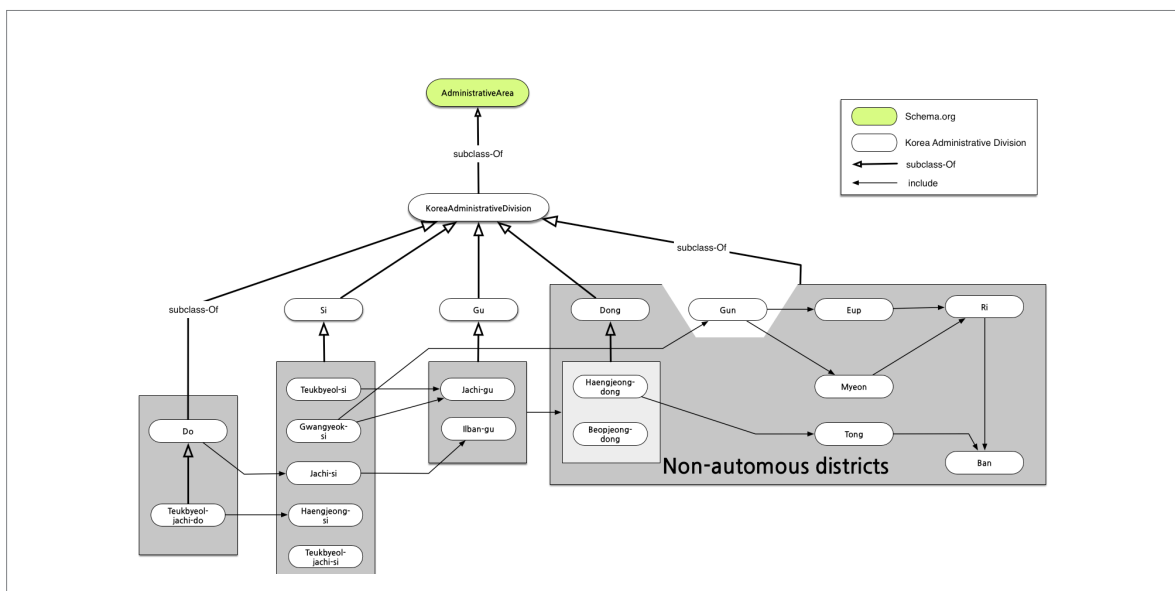 AdministrativeArea
Schema.org
Korea Administrative Division
subclass-Of
include
subclass-Of
KoreaAdministrativeDivision
subclass-Of
subclass-Of
Si
Gu
Dong
Gun
Eup
Ri
Teukbyeol-si
Jachi-gu
Haengjeong-
dong
Myeon
Do
Gwangyeok-
si
Ilban-gu
Beopjeong-
dong
Tong
Non-automous districts
Ban
Jachi-si
Teukbyeol-
jachi-do
Haengjeong-
si
Teukbyeol-
jachi-si